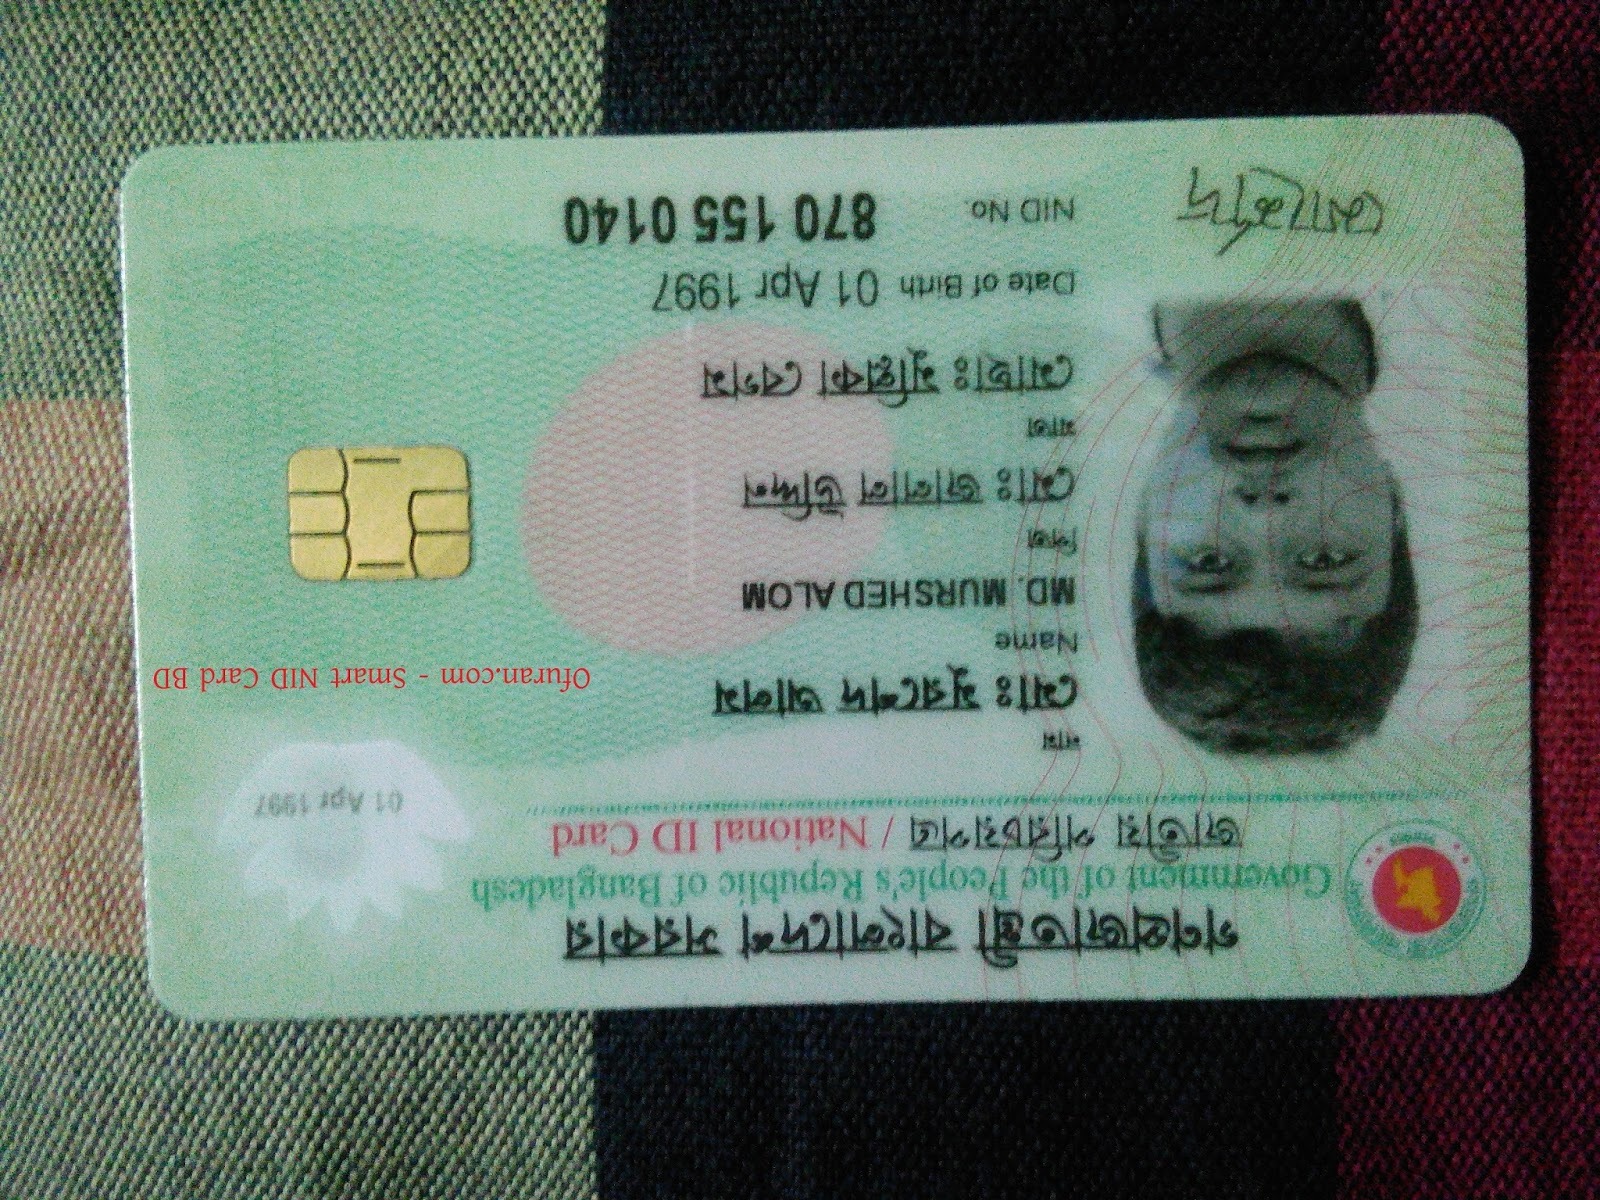 গণপ্রজাতন্ত্রী বাংলাদেশ সরকার
Government of the People's Republic of Bangladesh
জাতীয় পরিচয়পত্র / National ID Card
01 Apr 1997
নাম
মোঃ মুরশেদ আলম
Ofuran.com - Smart NID Card BD
Name
MD. MURSHED ALOM
পিতা
মোঃ জালাল উদ্দিন
মাতা
মোছাঃ বেগম
Date of Birth 01 Apr 1997
NID No. 870 155 0140